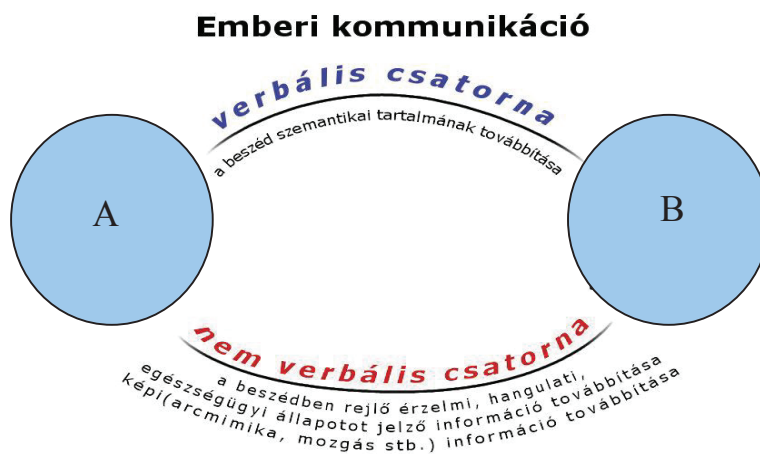 Emberi kommunikáció
verbális csatorna
a beszéd szemantikai tartalmának továbbítása
A
B
nem verbális csatorna
a beszédben rejlő érzelmi, hangulati,
egészségügyi állapotot jelző információ továbbítása
képi(arcmimika, mozgás stb.) információ továbbítása